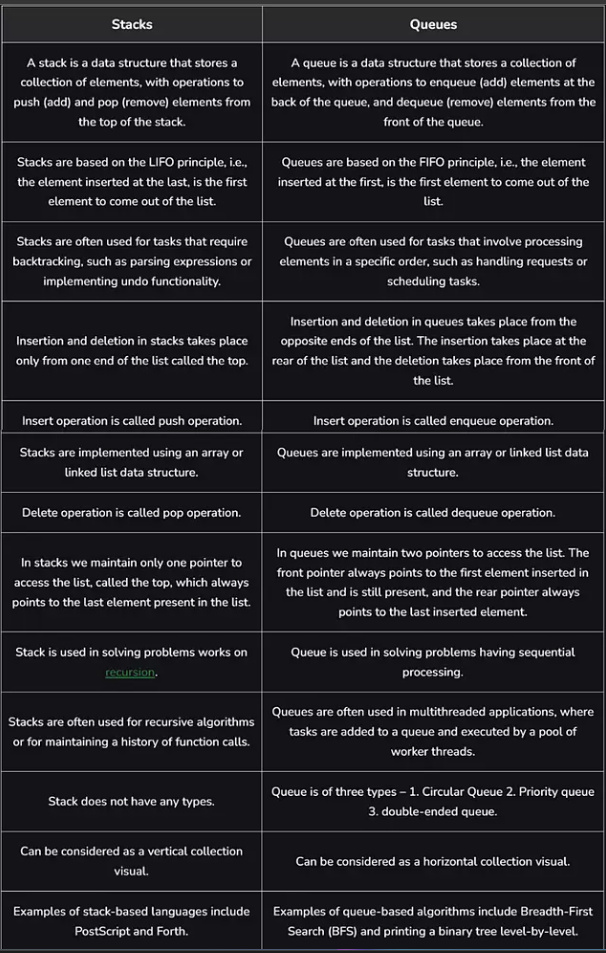 Stacks
Queues
A stack is a data structure that stores a
collection of elements, with operations to
push (add) and pop (remove) elements from
the top of the stack.
A queue is a data structure that stores a collection of
elements, with operations to enqueue (add) elements at the
back of the queue, and dequeue (remove) elements from the
front of the queue.
Stacks are based on the LIFO principle, i.e.,
the element inserted at the last, is the first
element to come out of the list.
Queues are based on the FIFO principle, i.e., the element
inserted at the first, is the first element to come out of the
list.
Stacks are often used for tasks that require
backtracking, such as parsing expressions or
implementing undo functionality.
Queues are often used for tasks that involve processing
elements in a specific order, such as handling requests or
scheduling tasks.
Insertion and deletion in stacks takes place
only from one end of the list called the top.
Insertion and deletion in queues takes place from the
opposite ends of the list. The insertion takes place at the
rear of the list and the deletion takes place from the front of
the list.
Insert operation is called push operation.
Insert operation is called enqueue operation.
Stacks are implemented using an array or
linked list data structure.
Queues are implemented using an array or linked list data
structure.
Delete operation is called pop operation.
Delete operation is called dequeue operation.
In stacks we maintain only one pointer to
access the list, called the top, which always
points to the last element present in the list.
In queues we maintain two pointers to access the list. The
front pointer always points to the first element inserted in
the list and is still present, and the rear pointer always
points to the last inserted element.
Stack is used in solving problems works on
recursion.
Queue is used in solving problems having sequential
processing.
Stacks are often used for recursive algorithms
or for maintaining a history of function calls.
Queues are often used in multithreaded applications, where
tasks are added to a queue and executed by a pool of
worker threads.
Stack does not have any types.
Queue is of three types – 1. Circular Queue 2. Priority queue
3. double-ended queue.
Can be considered as a vertical collection
visual.
Can be considered as a horizontal collection visual.
Examples of stack-based languages include
PostScript and Forth.
Examples of queue-based algorithms include Breadth-First
Search (BFS) and printing a binary tree level-by-level.